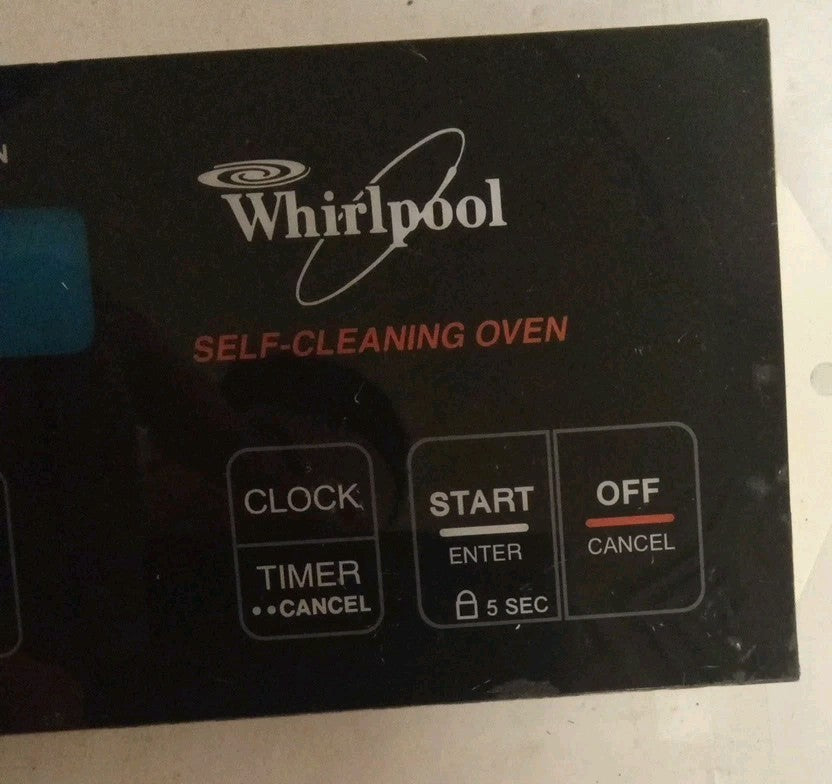 N
Whirlpool
SELF-CLEANING OVEN
CLOCK
TIMER
••CANCEL
START
ENTER
5 SEC
OFF
CANCEL